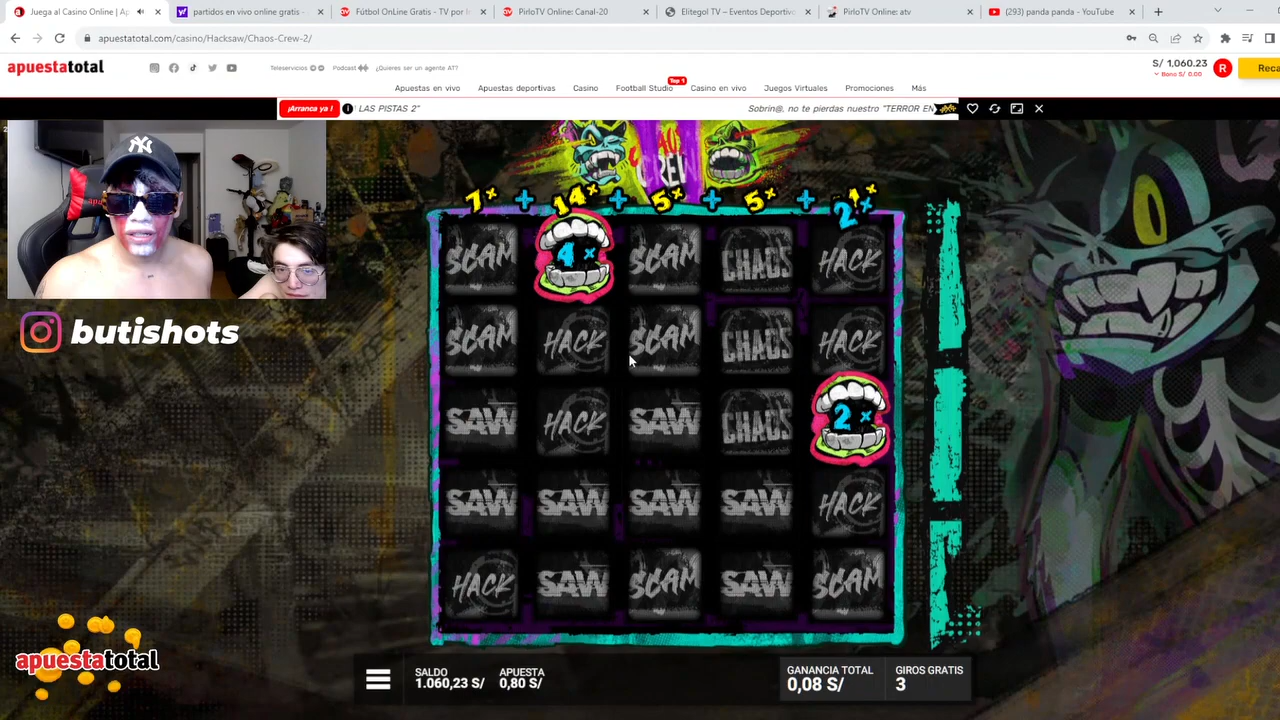 Juega al Casino Online | Ap
partidos en vivo online gratis -
Fútbol OnLine Gratis - TV por I
PirloTV Online: Canal-20
Elitegol TV – Eventos Deportivo
PirloTV Online: atv
(293) panda panda - YouTube
apuestatotal.com/casino/Hacksaw/Chaos-Crew-2/
apuestatotal
Teleservicios
Podcast
¿Quieres ser un agente AT?
S/ 1,060.23
Bono S/ 0.00
R
Reca
Top 1
Apuestas en vivo
Apuestas deportivas
Casino
Football Studio
Casino en vivo
Juegos Virtuales
Promociones
Más
¡Arranca ya !
LAS PISTAS 2"
Sobrin@, no te pierdas nuestro "TERROR EN
NY
7x + 14x + 5x + 5x + 2x
SCAM 4x SCAM CHAOS HACK
SCAM HACK SCAM CHAOS HACK
SAW HACK SAW CHAOS 2x
SAW SAW SAW SAW HACK
HACK SAW SCAM SAW SCAM
butishots
apuestatotal
SALDO
1.060,23 S/
APUESTA
0,80 S/
GANANCIA TOTAL
0,08 S/
GIROS GRATIS
3